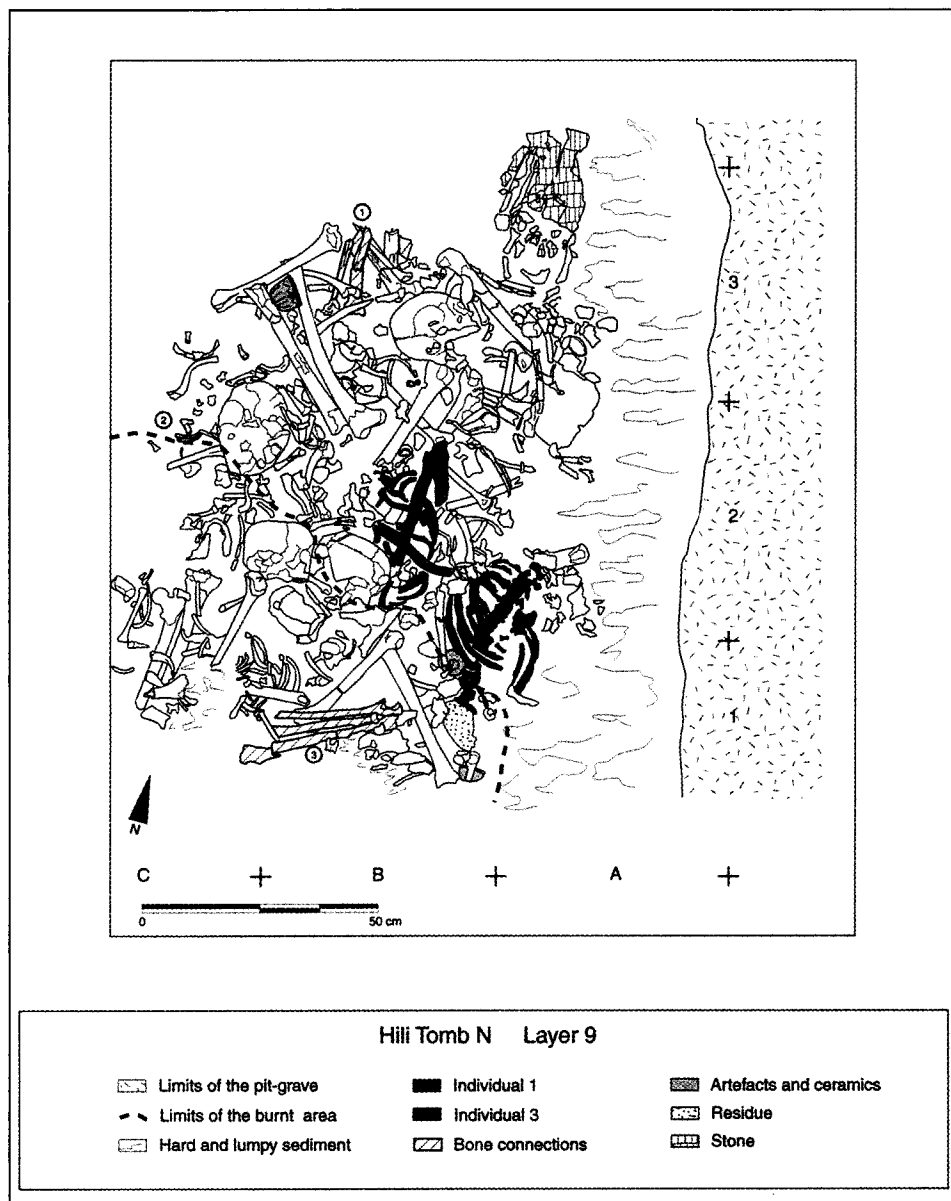 1
2
3
3
2
1
N
C B A
0 50 cm
Hili Tomb N Layer 9
Limits of the pit-grave
Limits of the burnt area
Hard and lumpy sediment
Individual 1
Individual 3
Bone connections
Artefacts and ceramics
Residue
Stone